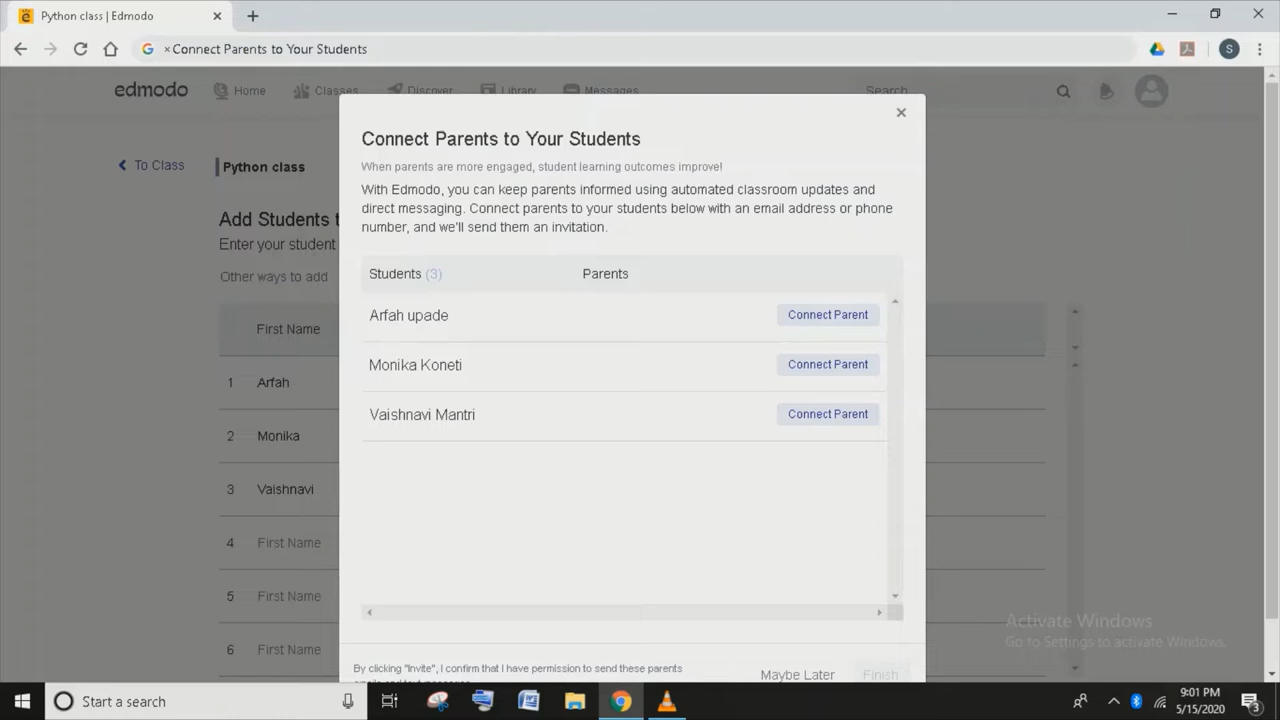 Python class | Edmodo
Connect Parents to Your Students
edmodo
Home
Classes
Discover
Library
Messages
Search
To Class
Python class
Add Students t
Enter your student
Other ways to add
First Name
1 Arfah
2 Monika
3 Vaishnavi
4 First Name
5 First Name
6 First Name
Connect Parents to Your Students
When parents are more engaged, student learning outcomes improve!
With Edmodo, you can keep parents informed using automated classroom updates and
direct messaging. Connect parents to your students below with an email address or phone
number, and we'll send them an invitation.
Students (3) Parents
Arfah upade Connect Parent
Monika Koneti Connect Parent
Vaishnavi Mantri Connect Parent
By clicking "Invite", I confirm that I have permission to send these parents
Maybe Later Finish
Activate Windows
Go to Settings to activate Windows.
Start a search
9:01 PM
5/15/2020
3
S